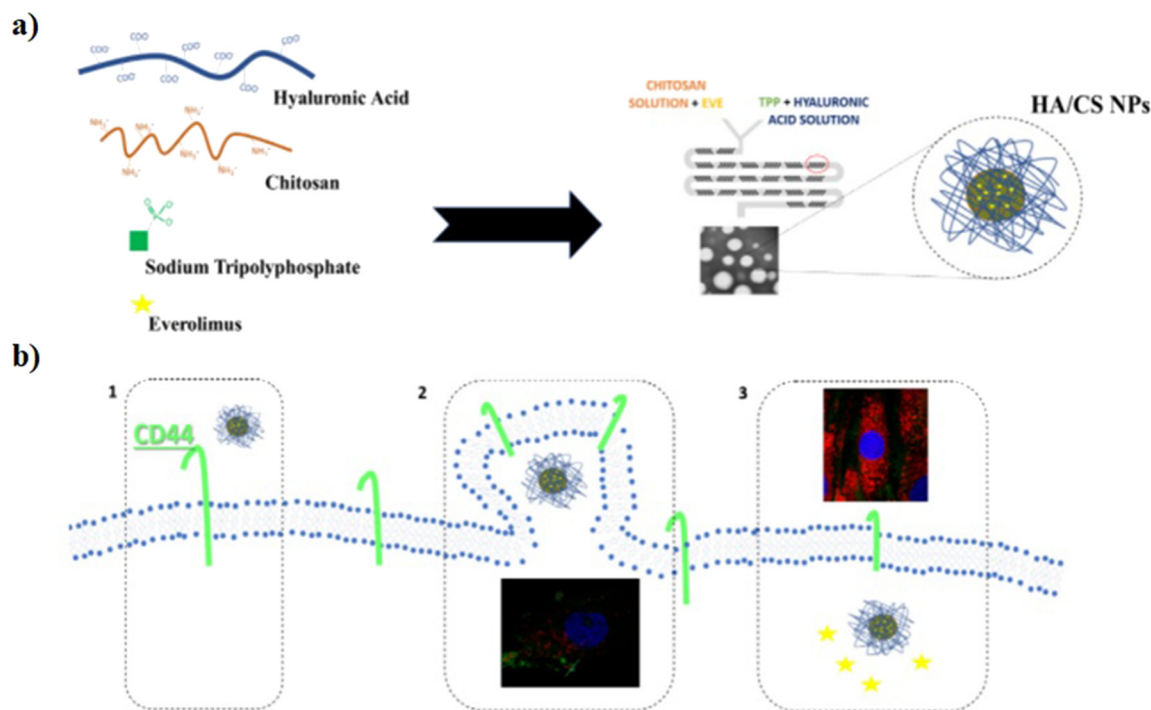 a)
COO⁻ COO⁻ COO⁻ COO⁻ COO⁻
COO⁻ COO⁻ COO⁻
Hyaluronic Acid
NH₃⁺ NH₃⁺ NH₃⁺ NH₃⁺ NH₃⁺
NH₃⁺ NH₃⁺
Chitosan
Sodium Tripolyphosphate
Everolimus
CHITOSAN
SOLUTION + EVE
TPP + HYALURONIC
ACID SOLUTION
HA/CS NPs
b)
1
CD44
2
3